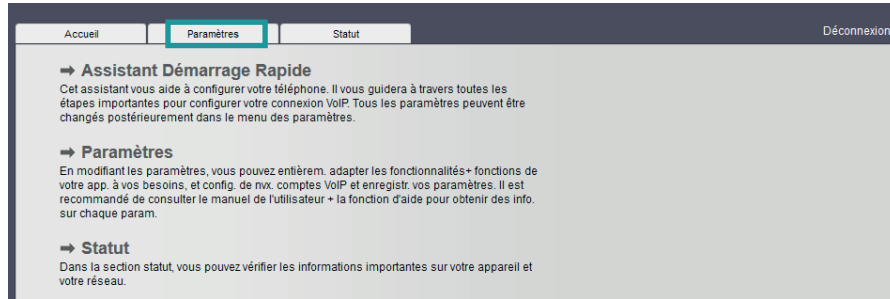 Accueil Paramètres Statut Déconnexion
➡ Assistant Démarrage Rapide
Cet assistant vous aide à configurer votre téléphone. Il vous guidera à travers toutes les
étapes importantes pour configurer votre connexion VoIP. Tous les paramètres peuvent être
changés postérieurement dans le menu des paramètres.
➡ Paramètres
En modifiant les paramètres, vous pouvez entièrem. adapter les fonctionnalités+ fonctions de
votre app. à vos besoins, et config. de nvx. comptes VoIP et enregistr. vos paramètres. Il est
recommandé de consulter le manuel de l'utilisateur + la fonction d'aide pour obtenir des info.
sur chaque param.
➡ Statut
Dans la section statut, vous pouvez vérifier les informations importantes sur votre appareil et
votre réseau.